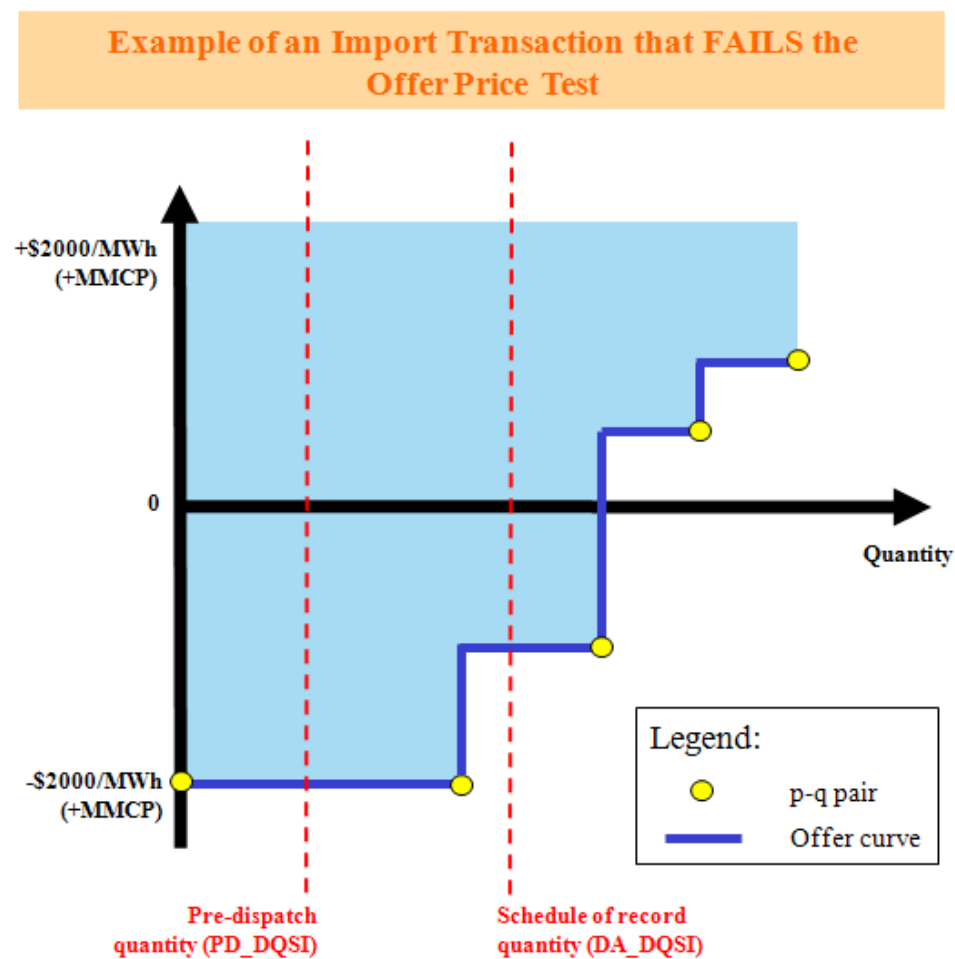 Example of an Import Transaction that FAILS the
Offer Price Test
+$2000/MWh
(+MMCP)
0
Quantity
-$2000/MWh
(+MMCP)
Legend:
p-q pair
Offer curve
Pre-dispatch
quantity (PD_DQSI)
Schedule of record
quantity (DA_DQSI)